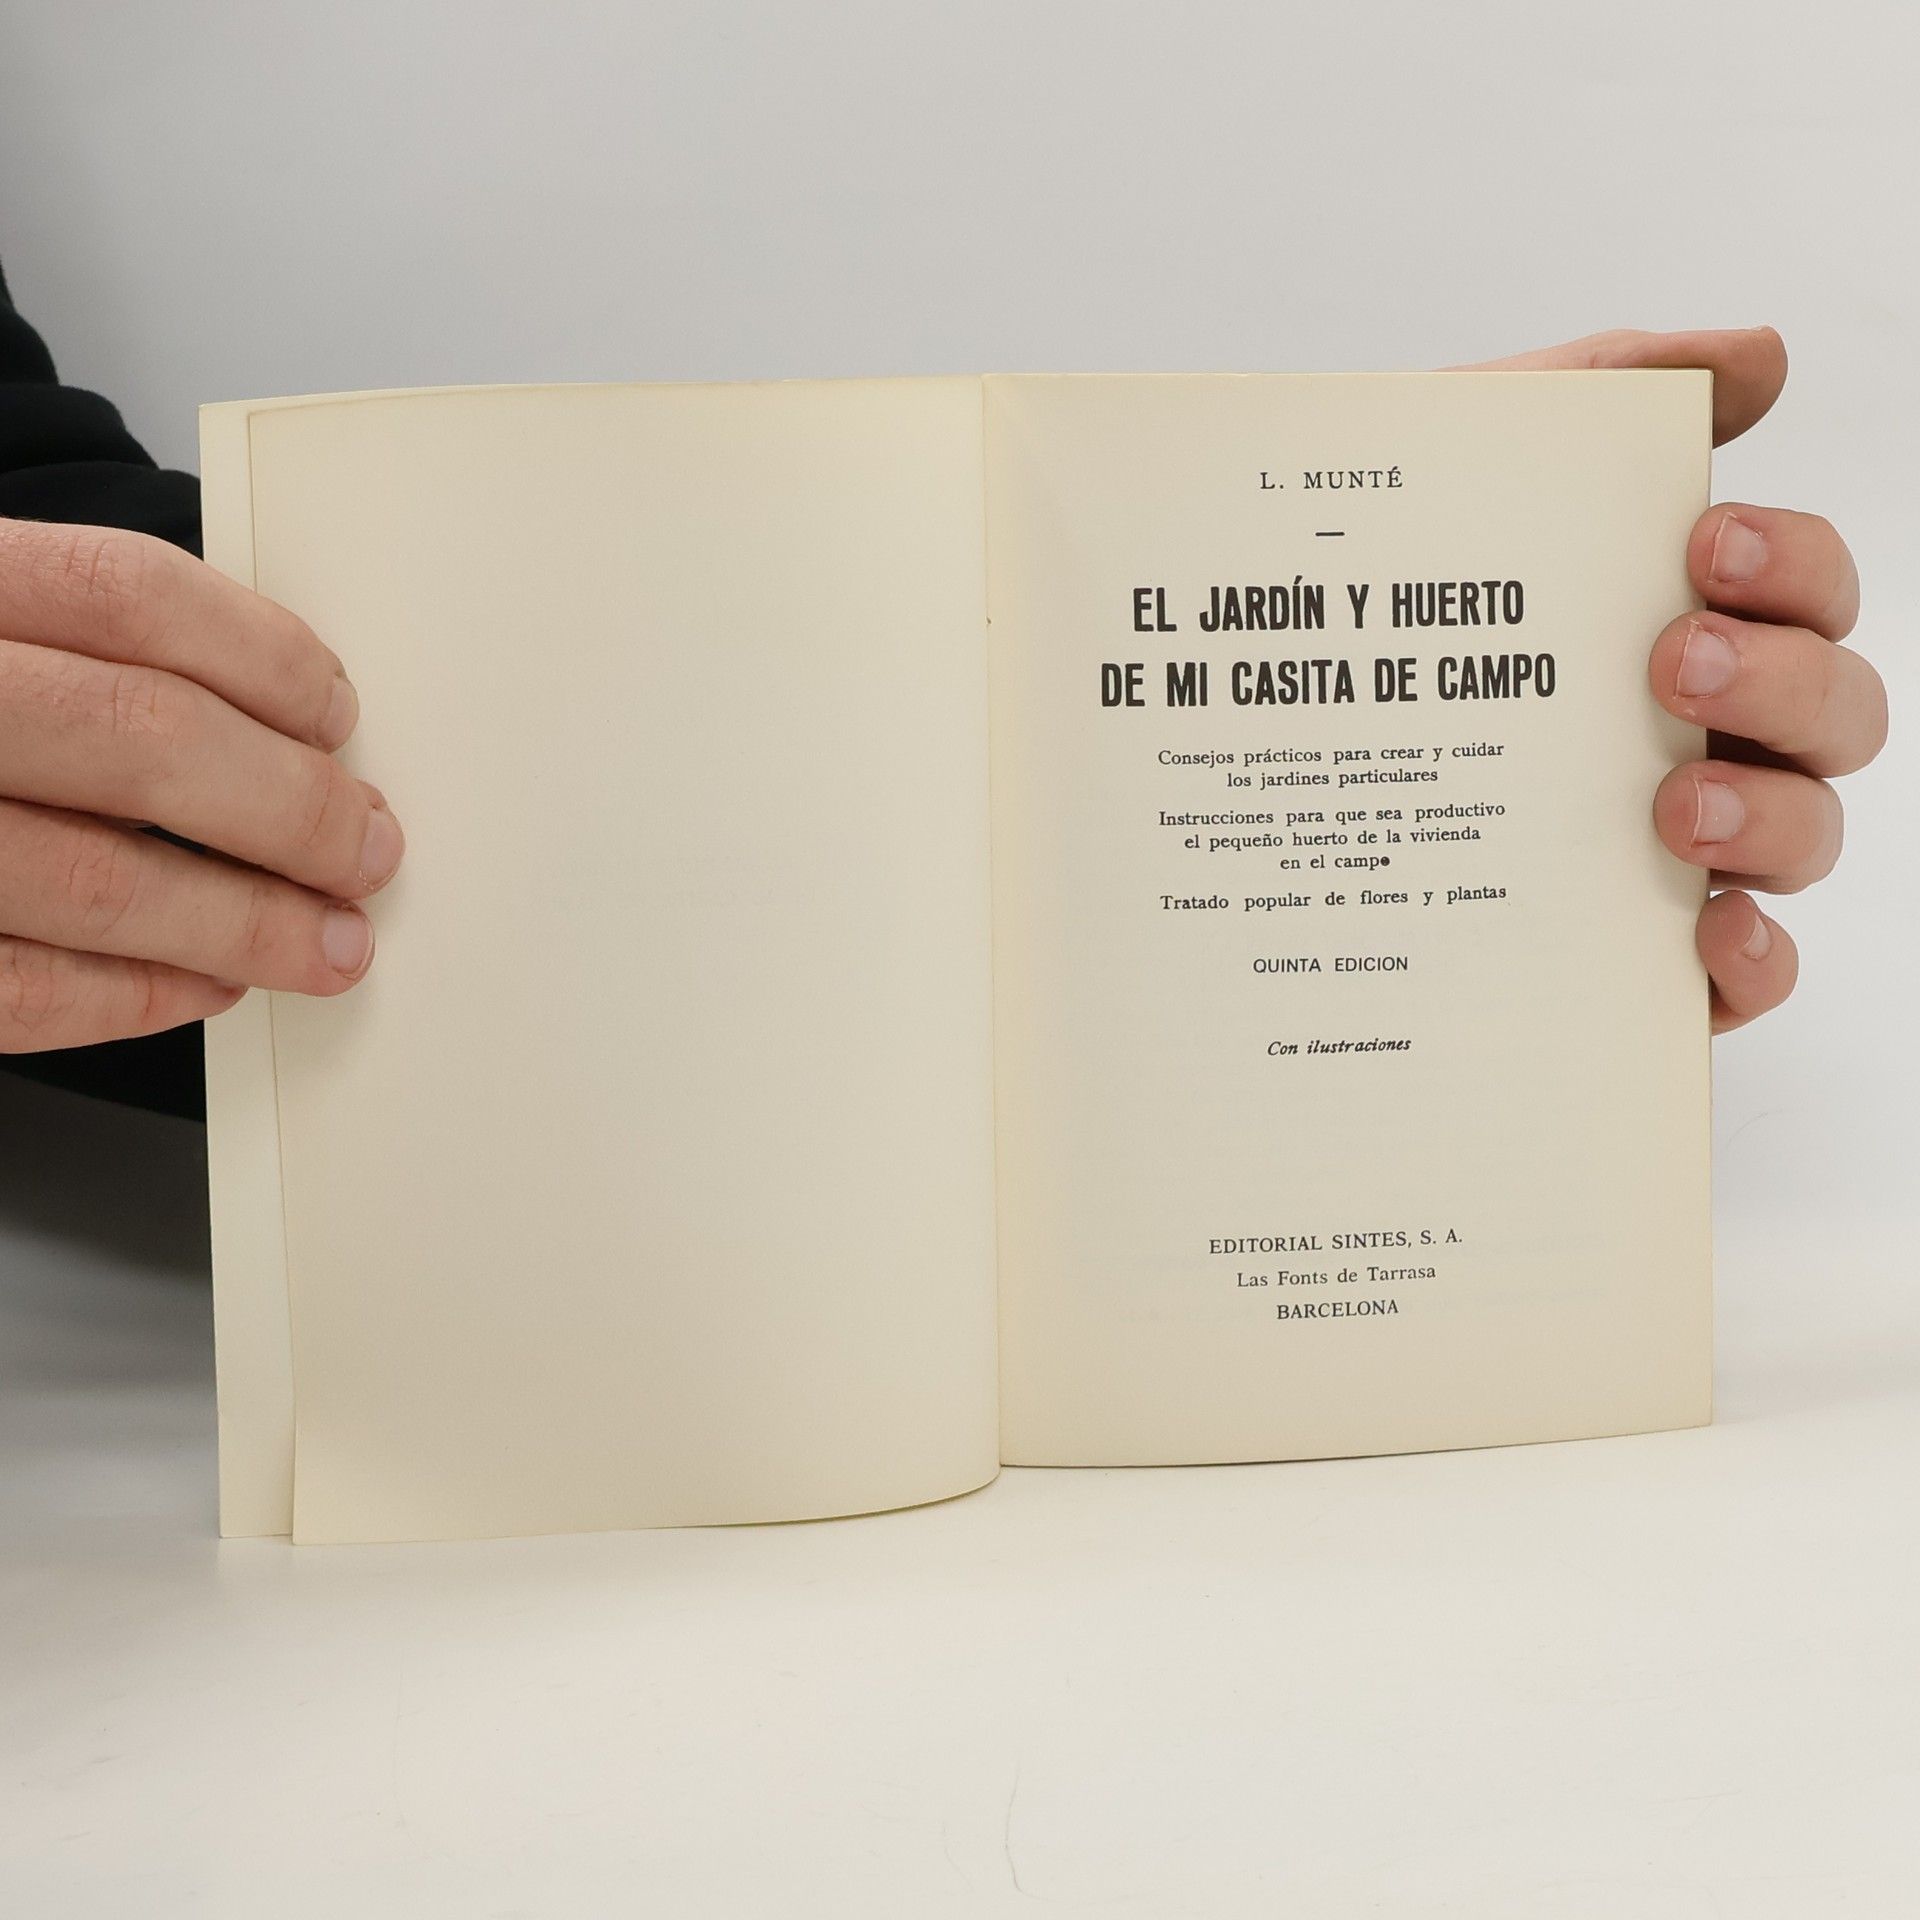 L. MUNTÉ
EL JARDÍN Y HUERTO
DE MI CASITA DE CAMPO
Consejos prácticos para crear y cuidar
los jardines particulares
Instrucciones para que sea productivo
el pequeño huerto de la vivienda
en el campo
Tratado popular de flores y plantas
QUINTA EDICION
Con ilustraciones
EDITORIAL SINTES, S. A.
Las Fonts de Tarrasa
BARCELONA